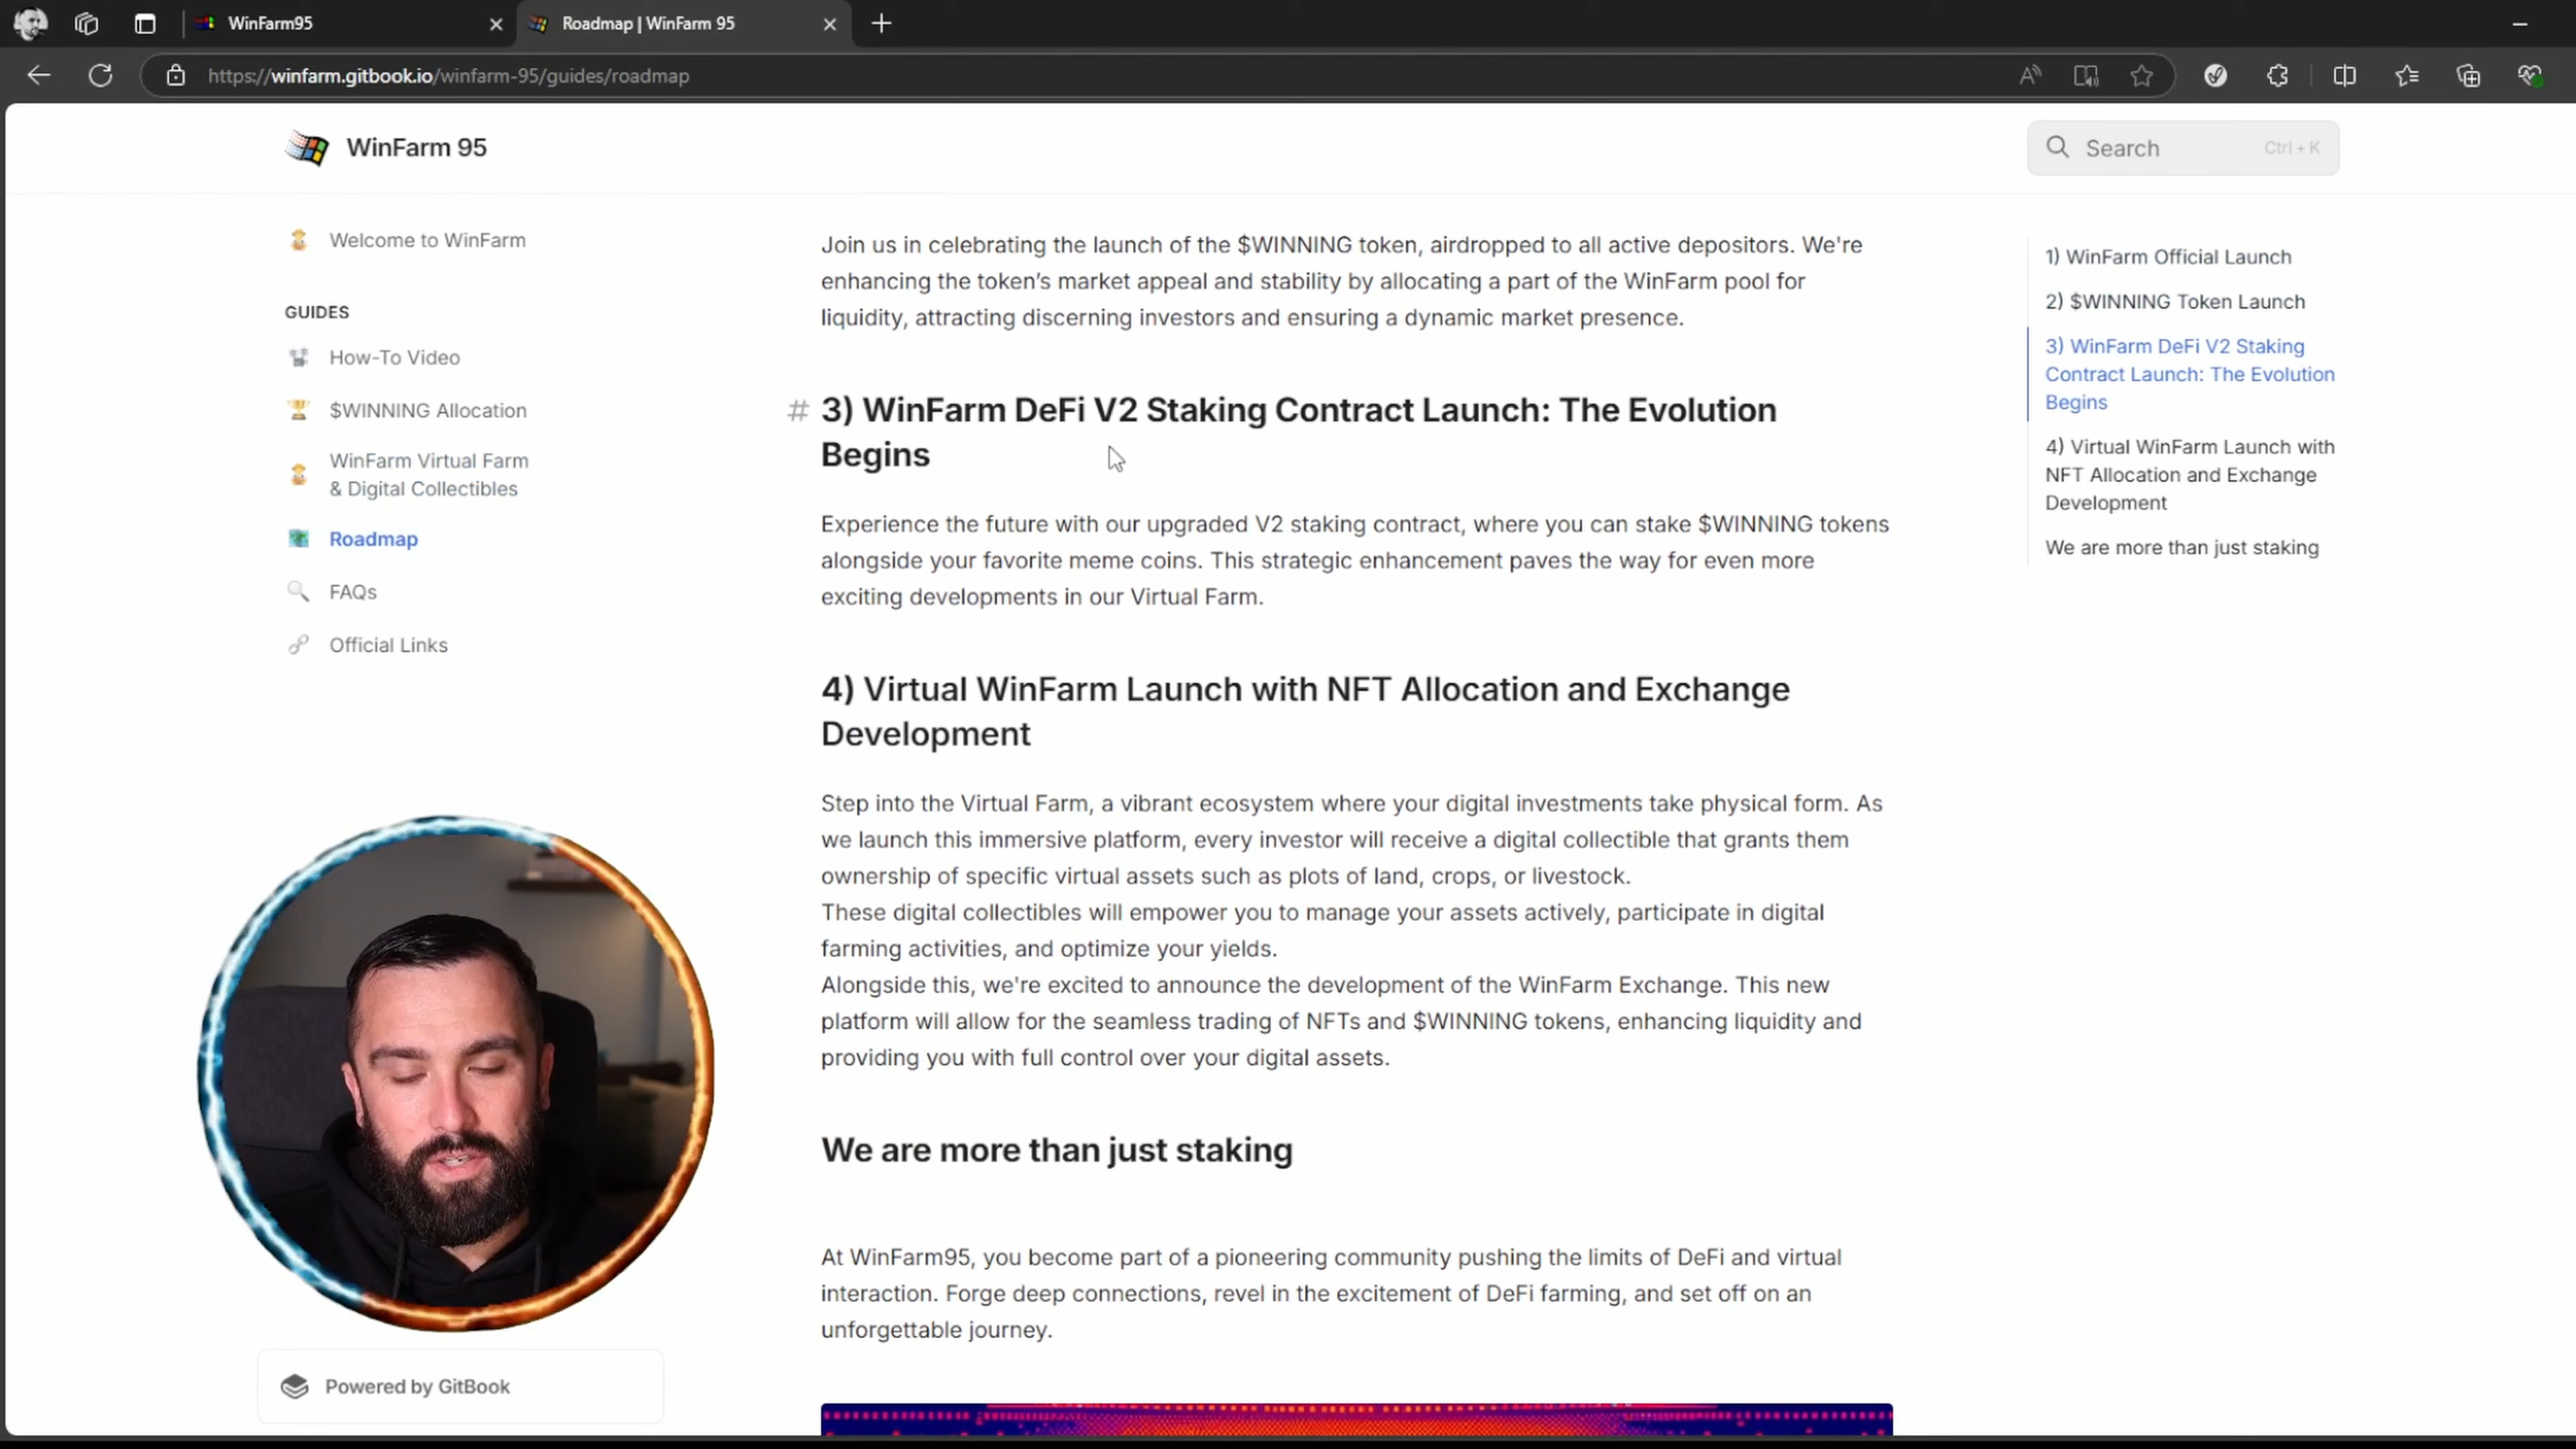 WinFarm95
Roadmap | WinFarm 95
https://winfarm.gitbook.io/winfarm-95/guides/roadmap
WinFarm 95
Search
Ctrl + K
Welcome to WinFarm
GUIDES
How-To Video
$WINNING Allocation
WinFarm Virtual Farm
& Digital Collectibles
Roadmap
FAQs
Official Links
Powered by GitBook
Join us in celebrating the launch of the $WINNING token, airdropped to all active depositors. We're
enhancing the token's market appeal and stability by allocating a part of the WinFarm pool for
liquidity, attracting discerning investors and ensuring a dynamic market presence.
# 3) WinFarm DeFi V2 Staking Contract Launch: The Evolution
Begins
Experience the future with our upgraded V2 staking contract, where you can stake $WINNING tokens
alongside your favorite meme coins. This strategic enhancement paves the way for even more
exciting developments in our Virtual Farm.
4) Virtual WinFarm Launch with NFT Allocation and Exchange
Development
Step into the Virtual Farm, a vibrant ecosystem where your digital investments take physical form. As
we launch this immersive platform, every investor will receive a digital collectible that grants them
ownership of specific virtual assets such as plots of land, crops, or livestock.
These digital collectibles will empower you to manage your assets actively, participate in digital
farming activities, and optimize your yields.
Alongside this, we're excited to announce the development of the WinFarm Exchange. This new
platform will allow for the seamless trading of NFTs and $WINNING tokens, enhancing liquidity and
providing you with full control over your digital assets.
We are more than just staking
At WinFarm95, you become part of a pioneering community pushing the limits of DeFi and virtual
interaction. Forge deep connections, revel in the excitement of DeFi farming, and set off on an
unforgettable journey.
1) WinFarm Official Launch
2) $WINNING Token Launch
3) WinFarm DeFi V2 Staking
Contract Launch: The Evolution
Begins
4) Virtual WinFarm Launch with
NFT Allocation and Exchange
Development
We are more than just staking